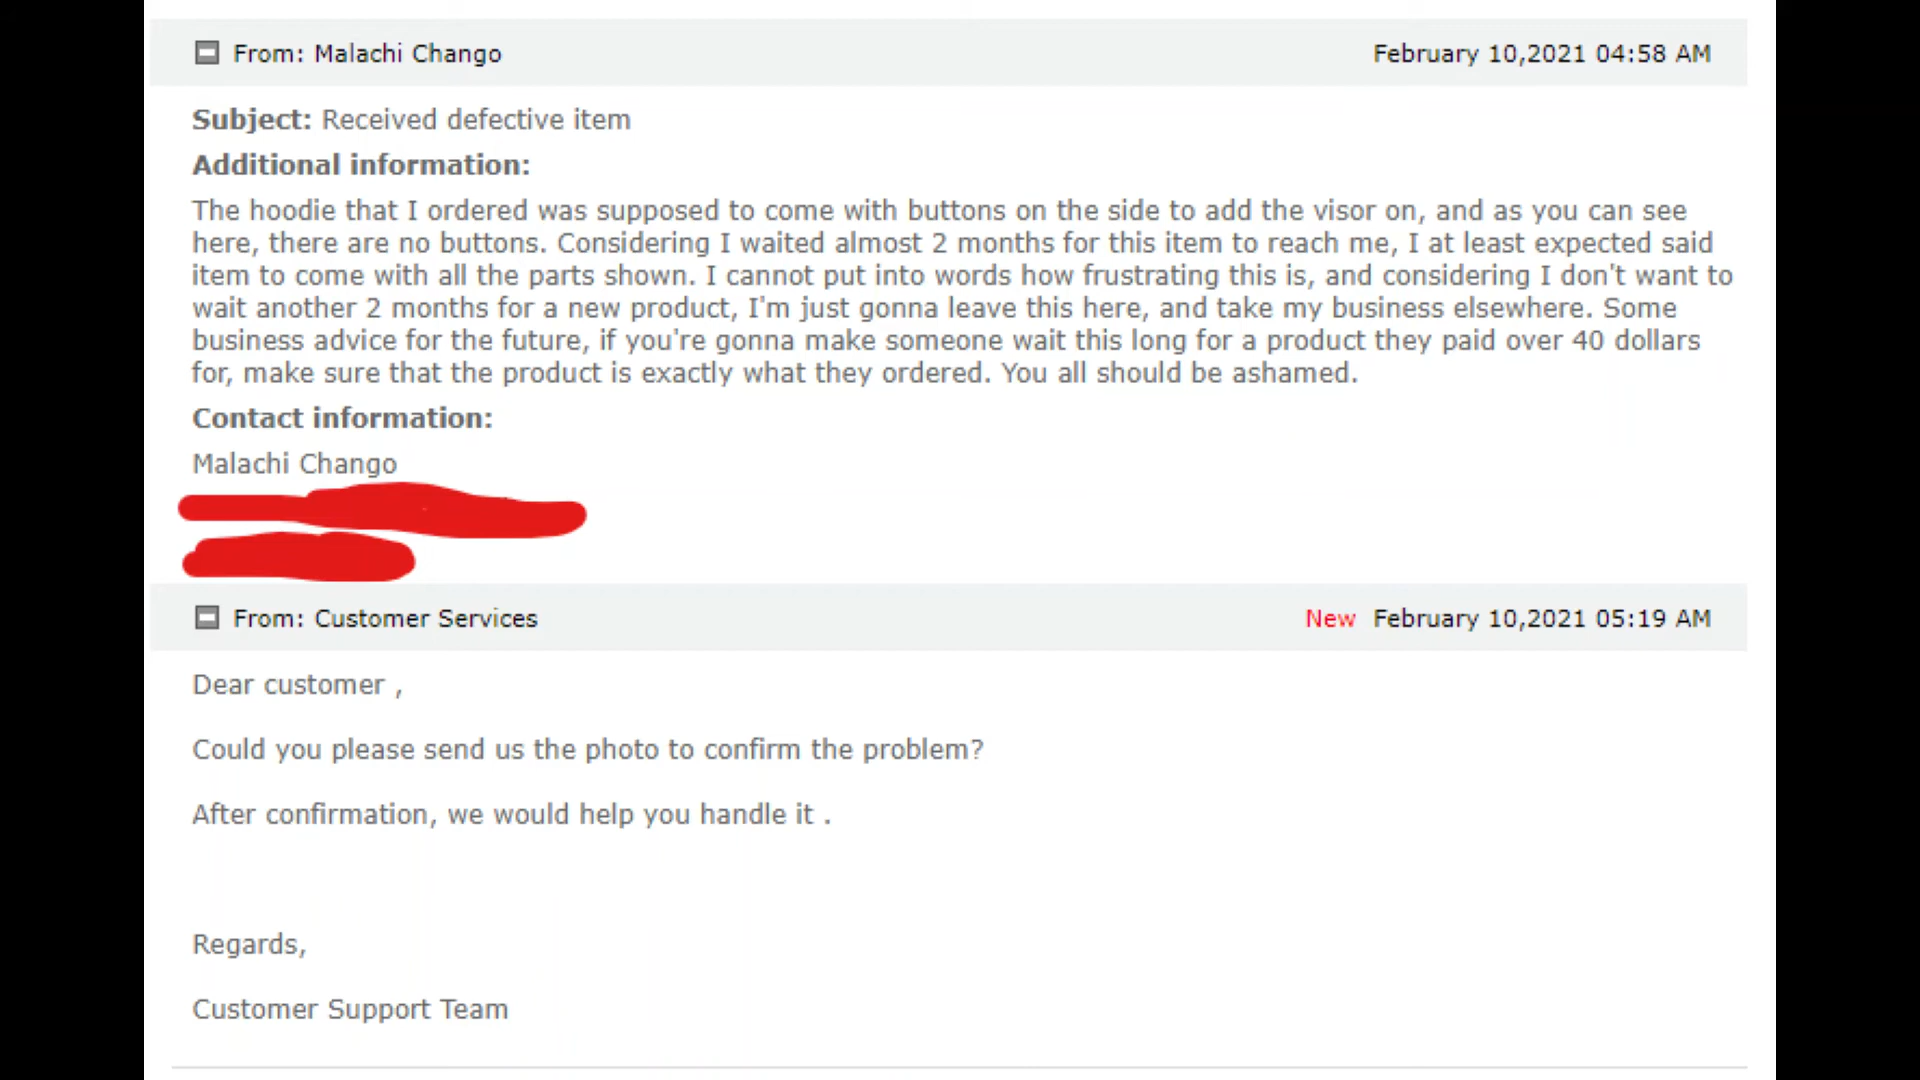 From: Malachi Chango February 10,2021 04:58 AM
Subject: Received defective item
Additional information:
The hoodie that I ordered was supposed to come with buttons on the side to add the visor on, and as you can see
here, there are no buttons. Considering I waited almost 2 months for this item to reach me, I at least expected said
item to come with all the parts shown. I cannot put into words how frustrating this is, and considering I don't want to
wait another 2 months for a new product, I'm just gonna leave this here, and take my business elsewhere. Some
business advice for the future, if you're gonna make someone wait this long for a product they paid over 40 dollars
for, make sure that the product is exactly what they ordered. You all should be ashamed.
Contact information:
Malachi Chango
From: Customer Services New February 10,2021 05:19 AM
Dear customer ,
Could you please send us the photo to confirm the problem?
After confirmation, we would help you handle it .
Regards,
Customer Support Team